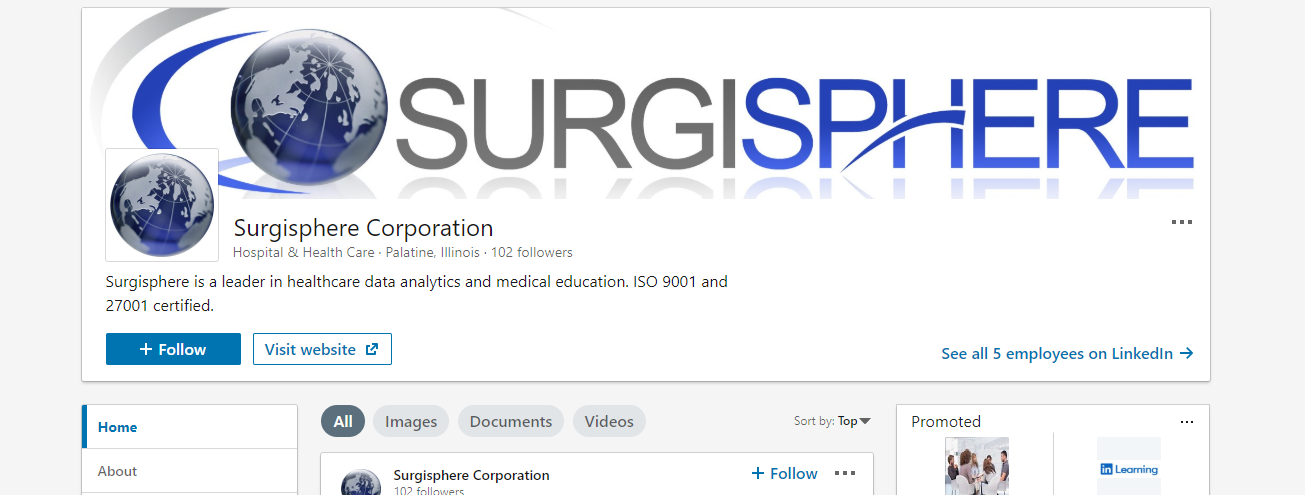 SURGISPHERE
Surgisphere Corporation
Hospital & Health Care · Palatine, Illinois · 102 followers
Surgisphere is a leader in healthcare data analytics and medical education. ISO 9001 and
27001 certified.
+ Follow
Visit website
See all 5 employees on LinkedIn →
Home
About
All
Images
Documents
Videos
Sort by: Top
Surgisphere Corporation
102 followers
+ Follow
Promoted
in Learning